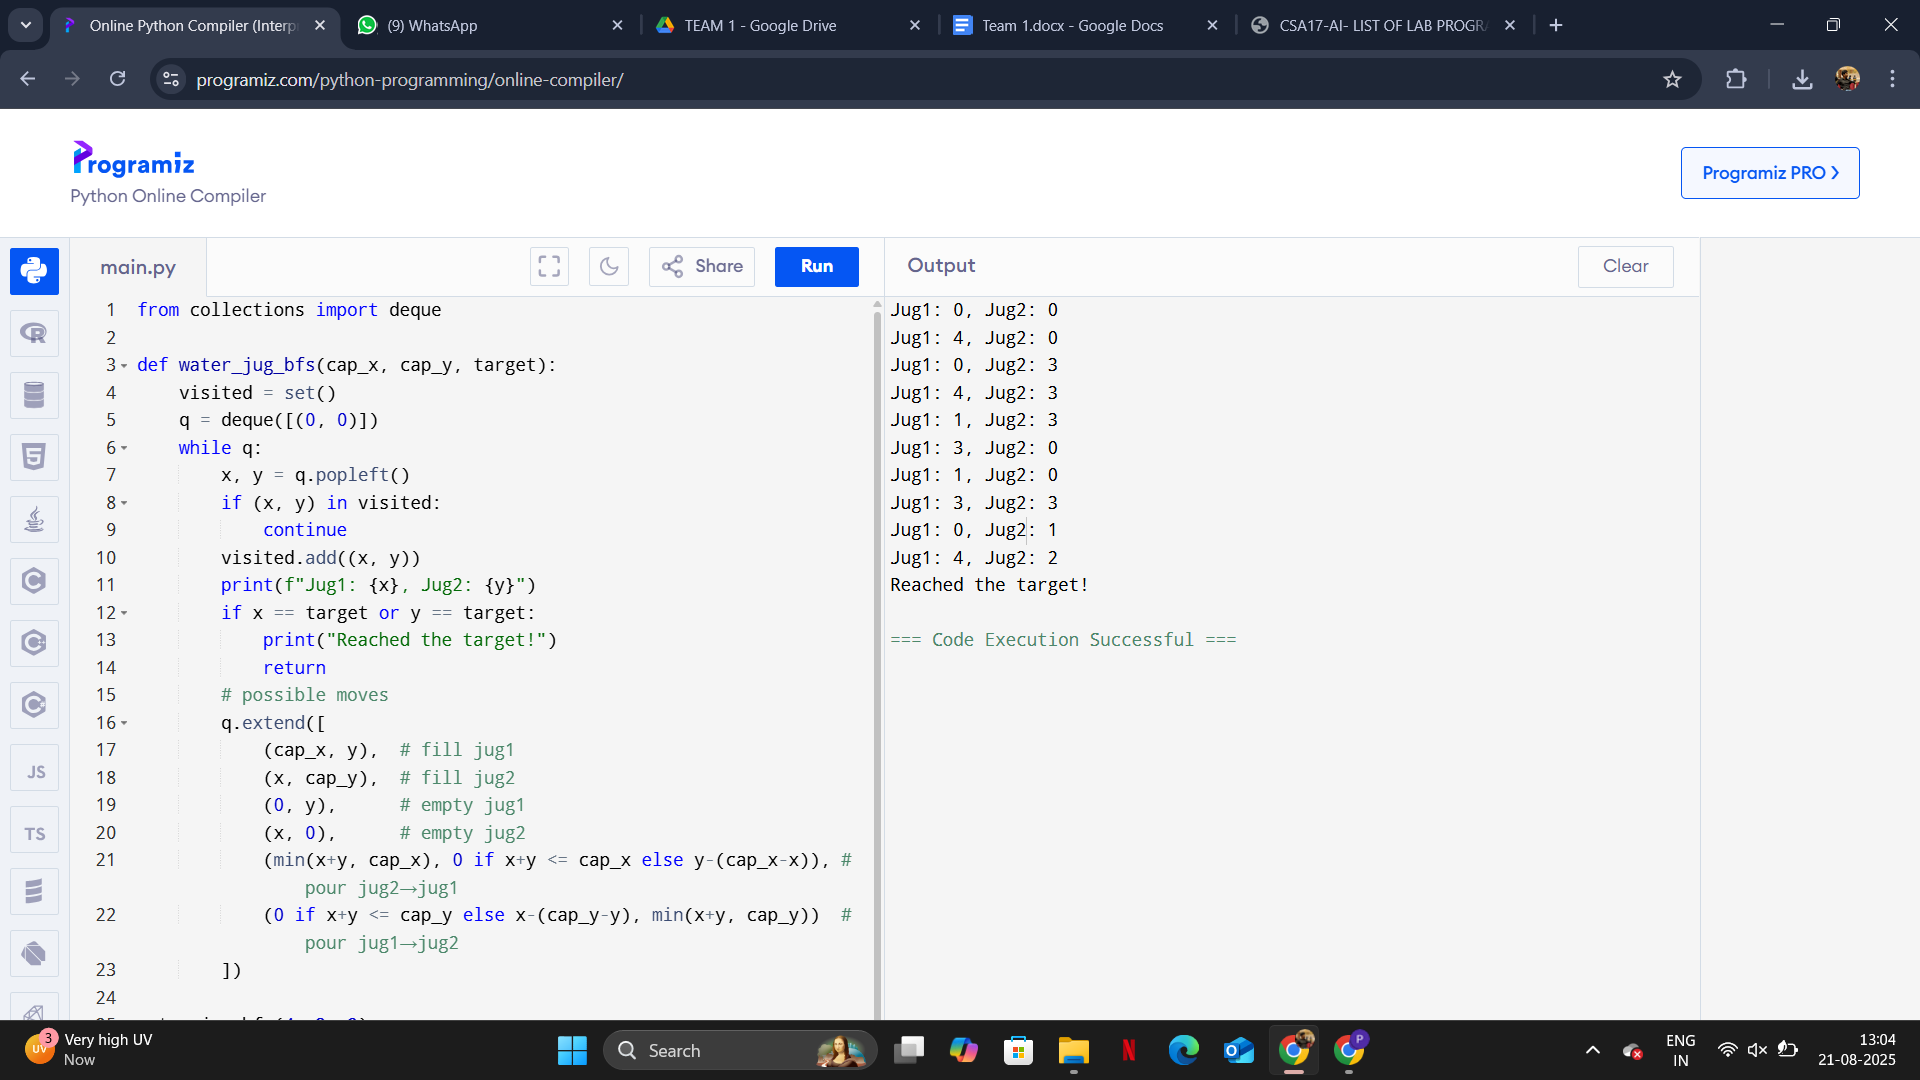 Online Python Compiler (Interp
(9) WhatsApp
TEAM 1 - Google Drive
Team 1.docx - Google Docs
CSA17-AI- LIST OF LAB PROGRA
programiz.com/python-programming/online-compiler/
Programiz
Python Online Compiler
Programiz PRO ❯
main.py
Share
Run
Output
Clear
1 from collections import deque
2
3 def water_jug_bfs(cap_x, cap_y, target):
4     visited = set()
5     q = deque([(0, 0)])
6     while q:
7         x, y = q.popleft()
8         if (x, y) in visited:
9             continue
10         visited.add((x, y))
11         print(f"Jug1: {x}, Jug2: {y}")
12         if x == target or y == target:
13             print("Reached the target!")
14             return
15         # possible moves
16         q.extend([
17             (cap_x, y),  # fill jug1
18             (x, cap_y),  # fill jug2
19             (0, y),      # empty jug1
20             (x, 0),      # empty jug2
21             (min(x+y, cap_x), 0 if x+y <= cap_x else y-(cap_x-x)), #
pour jug2→jug1
22             (0 if x+y <= cap_y else x-(cap_y-y), min(x+y, cap_y))  #
pour jug1→jug2
23         ])
24
Jug1: 0, Jug2: 0
Jug1: 4, Jug2: 0
Jug1: 0, Jug2: 3
Jug1: 4, Jug2: 3
Jug1: 1, Jug2: 3
Jug1: 3, Jug2: 0
Jug1: 1, Jug2: 0
Jug1: 3, Jug2: 3
Jug1: 0, Jug2: 1
Jug1: 4, Jug2: 2
Reached the target!
=== Code Execution Successful ===
JS
TS
UV
3
Very high UV
Now
Search
P
ENG
IN
13:04
21-08-2025